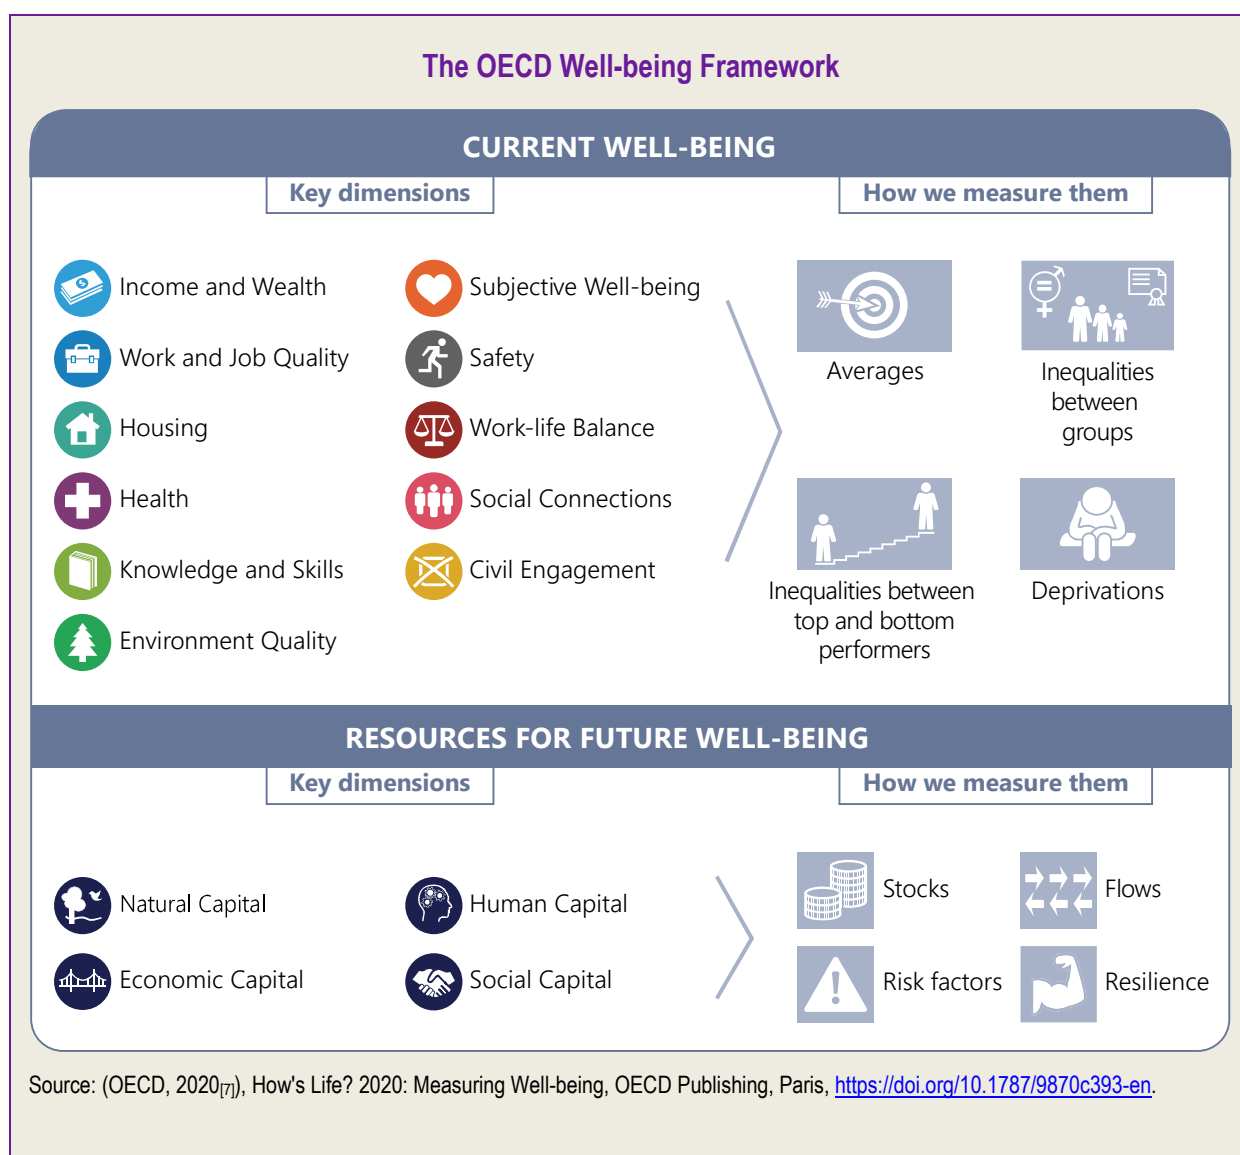 The OECD Well-being Framework
CURRENT WELL-BEING
Key dimensions
How we measure them
Income and Wealth
Work and Job Quality
Housing
Health
Knowledge and Skills
Environment Quality
Subjective Well-being
Safety
Work-life Balance
Social Connections
Civil Engagement
Averages
Inequalities
between
groups
Inequalities between
top and bottom
performers
Deprivations
RESOURCES FOR FUTURE WELL-BEING
Key dimensions
How we measure them
Natural Capital
Economic Capital
Human Capital
Social Capital
Stocks
Flows
Risk factors
Resilience
Source: (OECD, 2020[7]), How's Life? 2020: Measuring Well-being, OECD Publishing, Paris, https://doi.org/10.1787/9870c393-en.